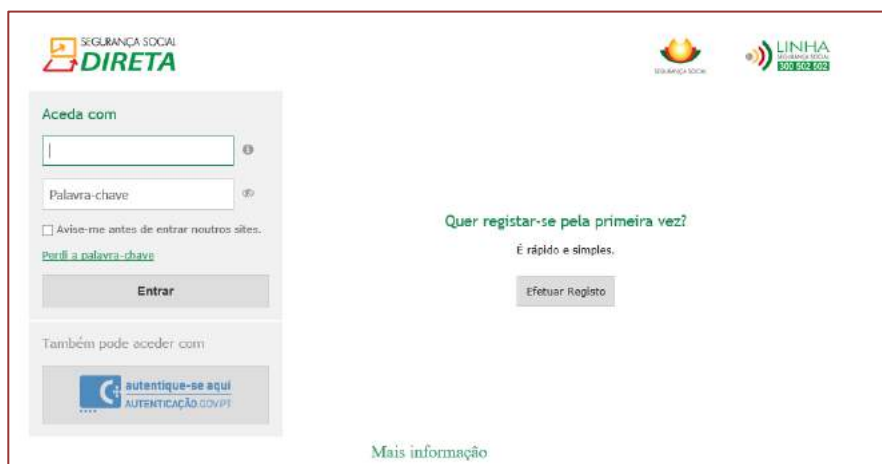 SEGURANÇA SOCIAL
DIRETA
SEGURANÇA SOCIAL
LINHA
SEGURANÇA SOCIAL
300 502 502
Aceda com
Palavra-chave
Avise-me antes de entrar noutros sites.
Perdi a palavra-chave
Entrar
Também pode aceder com
autentique-se aqui
AUTENTICAÇÃO.GOV.PT
Quer registar-se pela primeira vez?
É rápido e simples.
Efetuar Registo
Mais informação